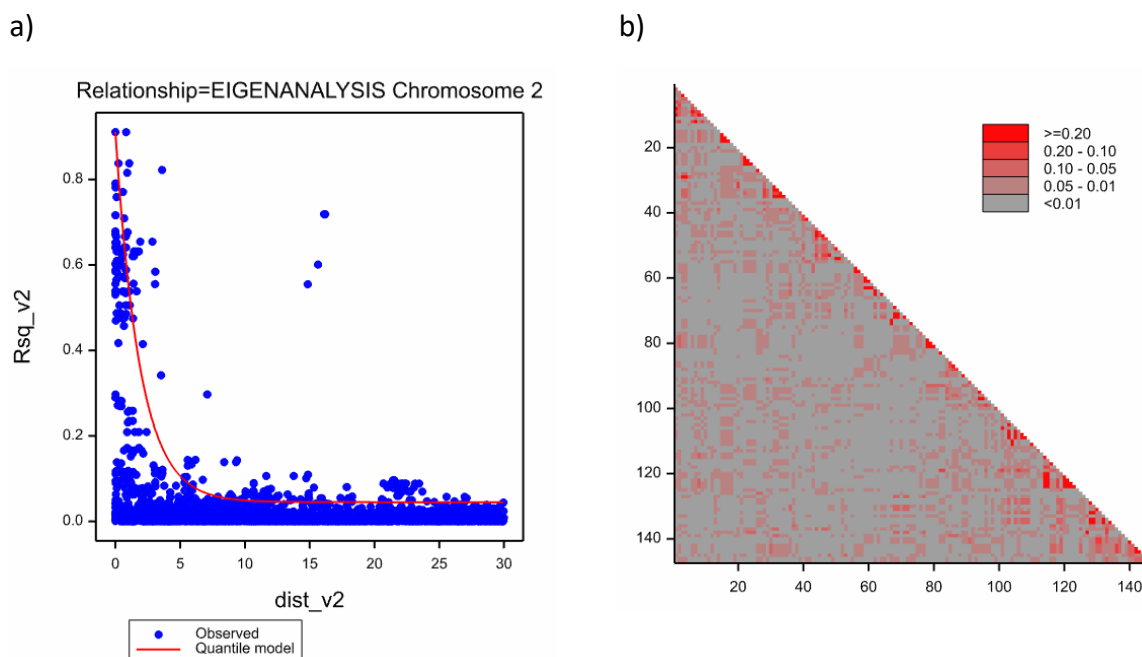 a)
b)
Relationship=EIGENANALYSIS Chromosome 2
0.8
0.6
0.4
0.2
0.0
Rsq_v2
0 5 10 15 20 25 30
dist_v2
Observed
Quantile model
20
40
60
80
100
120
140
20 40 60 80 100 120 140
>=0.20
0.20 - 0.10
0.10 - 0.05
0.05 - 0.01
<0.01